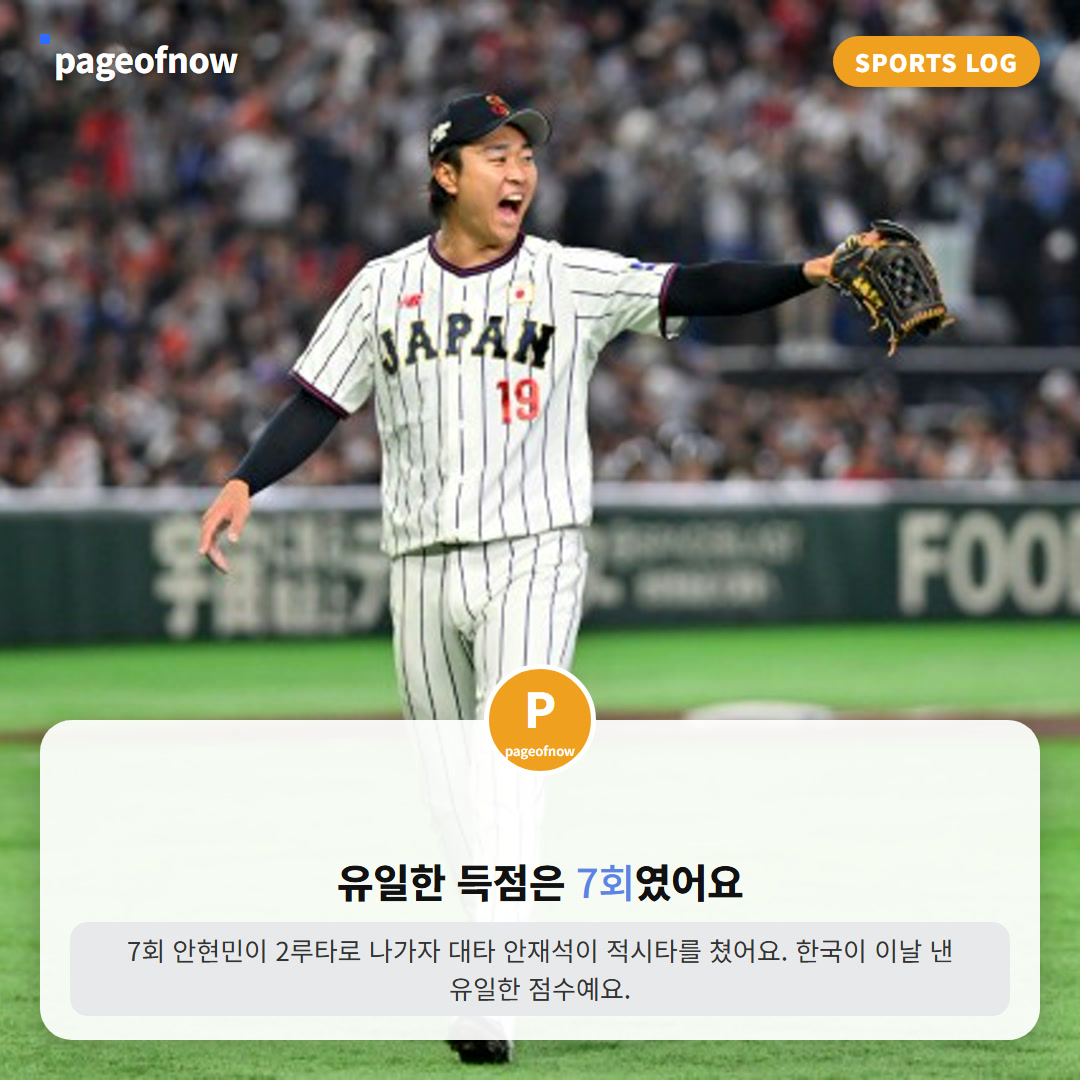 pageofnow
SPORTS LOG
JAPAN
19
FOOD
P
pageofnow
유일한 득점은 7회였어요
7회 안현민이 2루타로 나가자 대타 안재석이 적시타를 쳤어요. 한국이 이날 낸
유일한 점수예요.